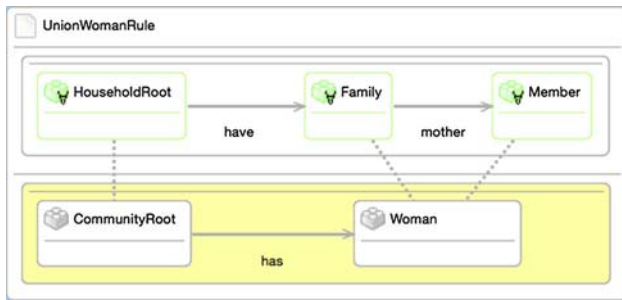 UnionWomanRule
HouseholdRoot
Family
Member
have
mother
CommunityRoot
Woman
has